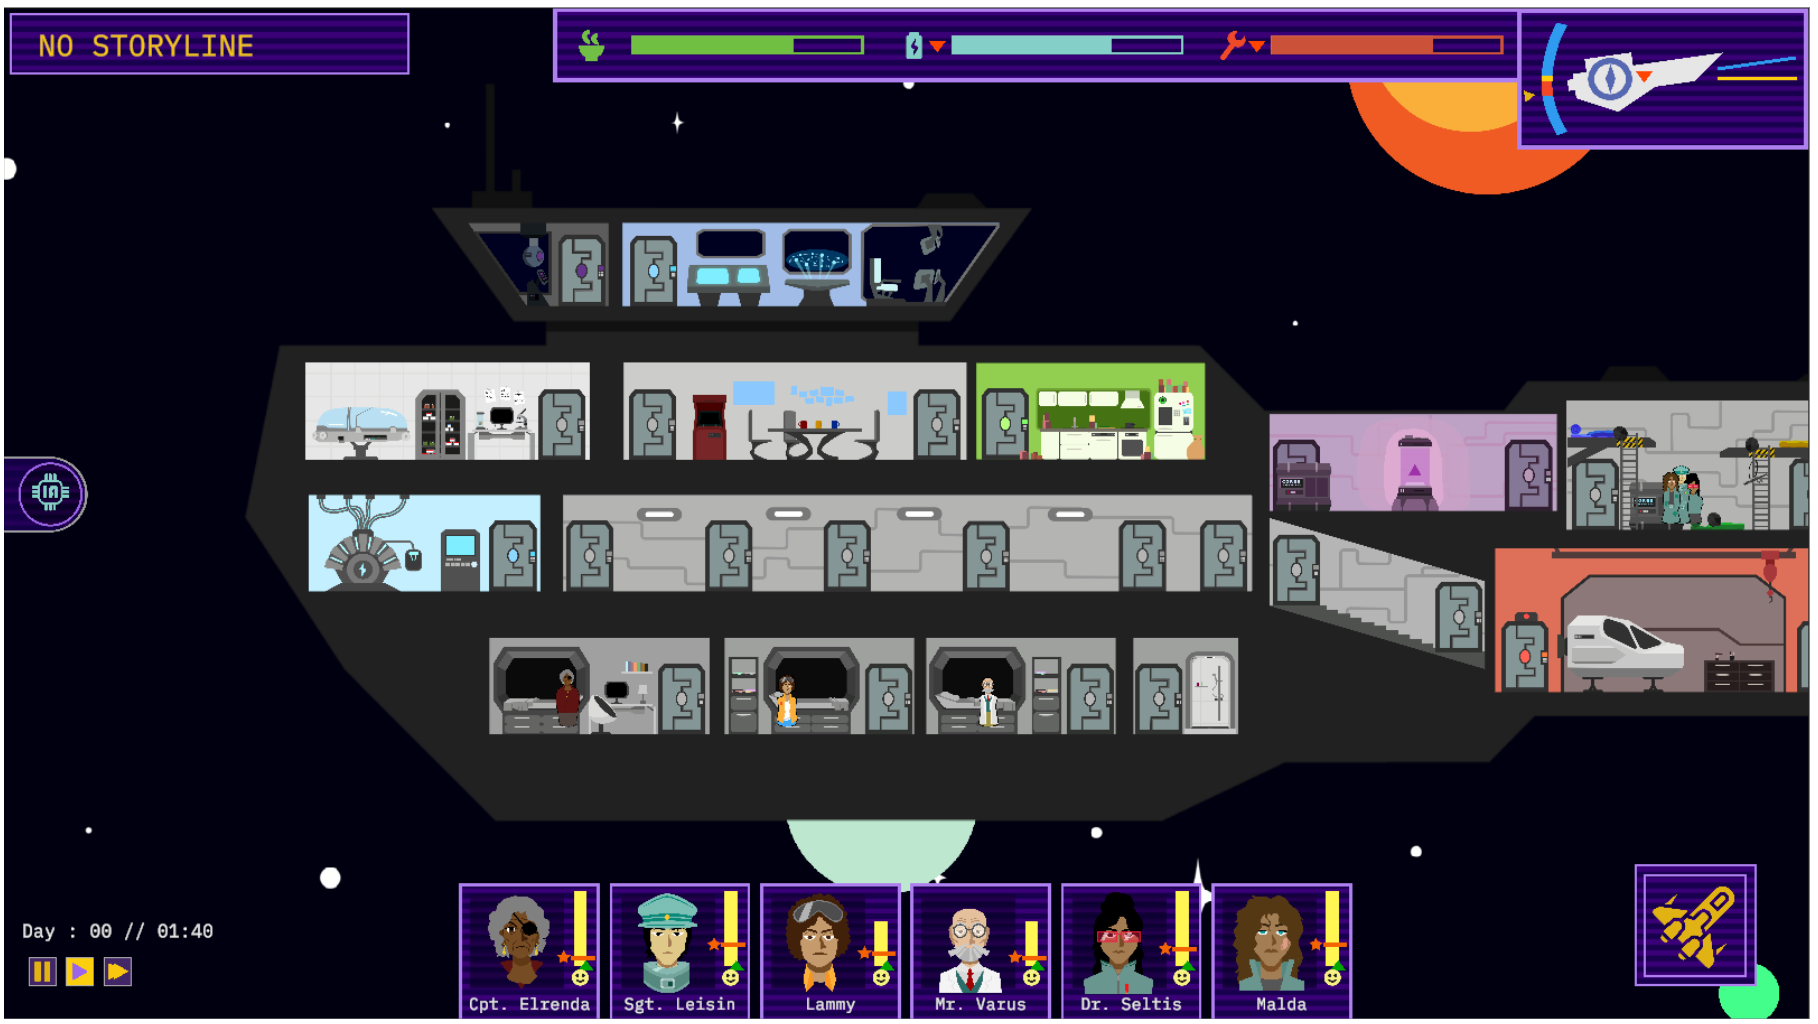 NO STORYLINE
Day : 00 // 01:40
Cpt. Elrenda
Sgt. Leisin
Lammy
Mr. Varus
Dr. Seltis
Malda